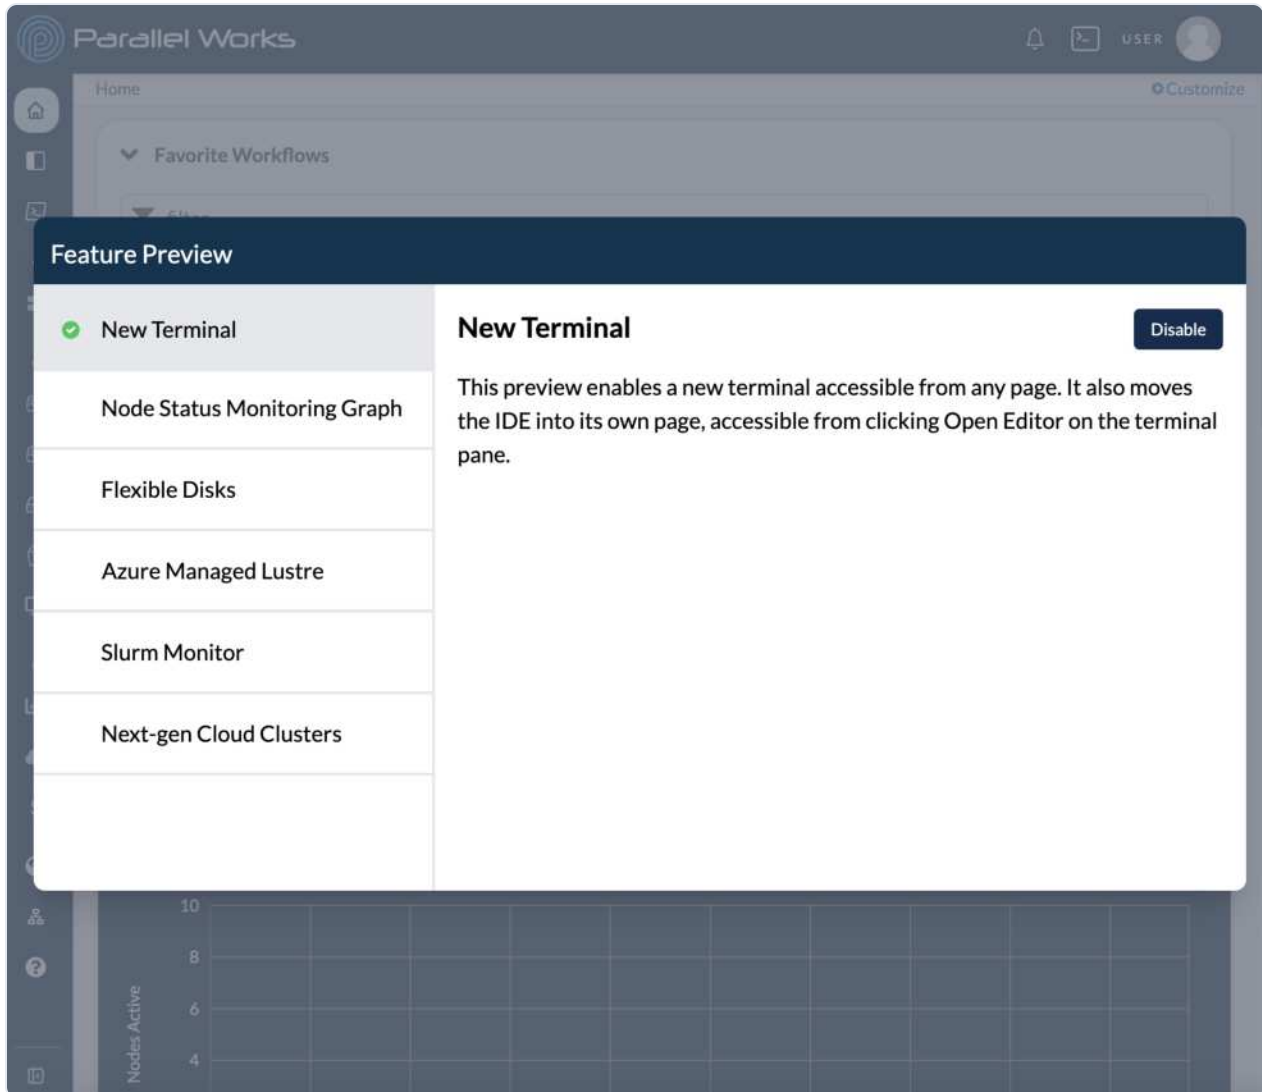 Parallel Works
USER
Home
Customize
Favorite Workflows
filter
Feature Preview
New Terminal
Node Status Monitoring Graph
Flexible Disks
Azure Managed Lustre
Slurm Monitor
Next-gen Cloud Clusters
New Terminal
Disable
This preview enables a new terminal accessible from any page. It also moves
the IDE into its own page, accessible from clicking Open Editor on the terminal
pane.
10
8
6
4
Nodes Active